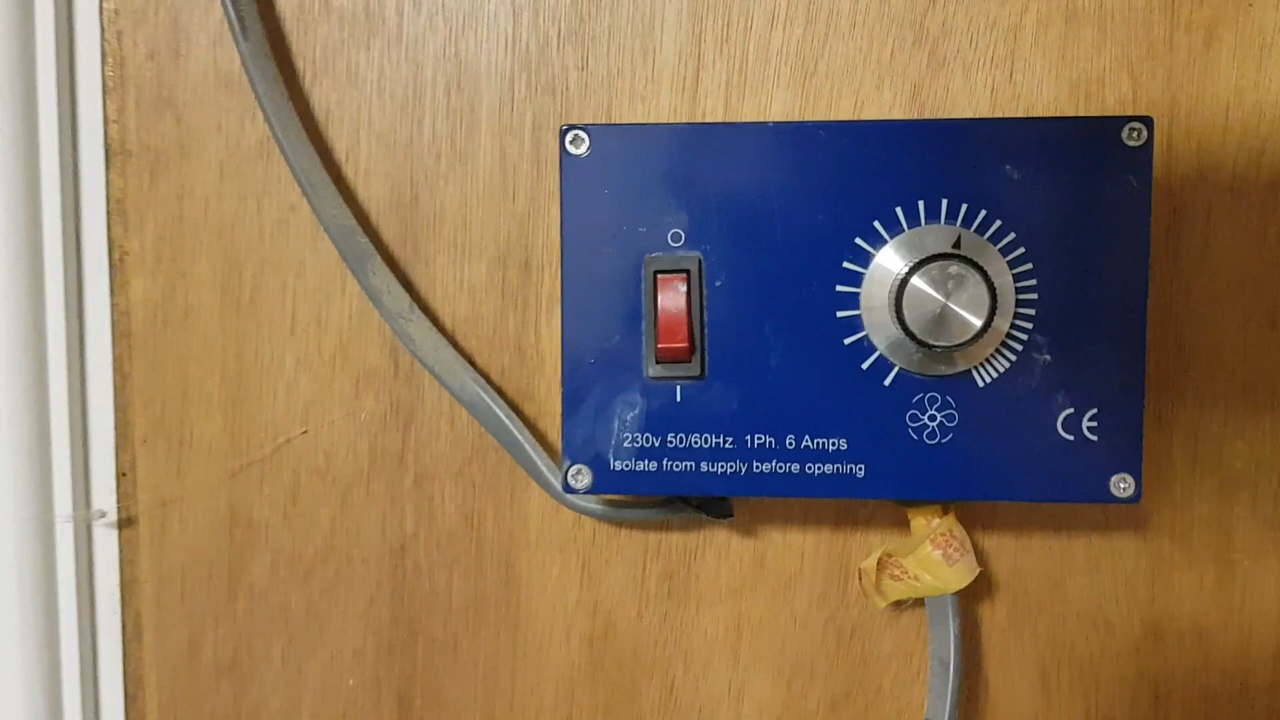 O
I
230v 50/60Hz. 1Ph. 6 Amps
Isolate from supply before opening
CE